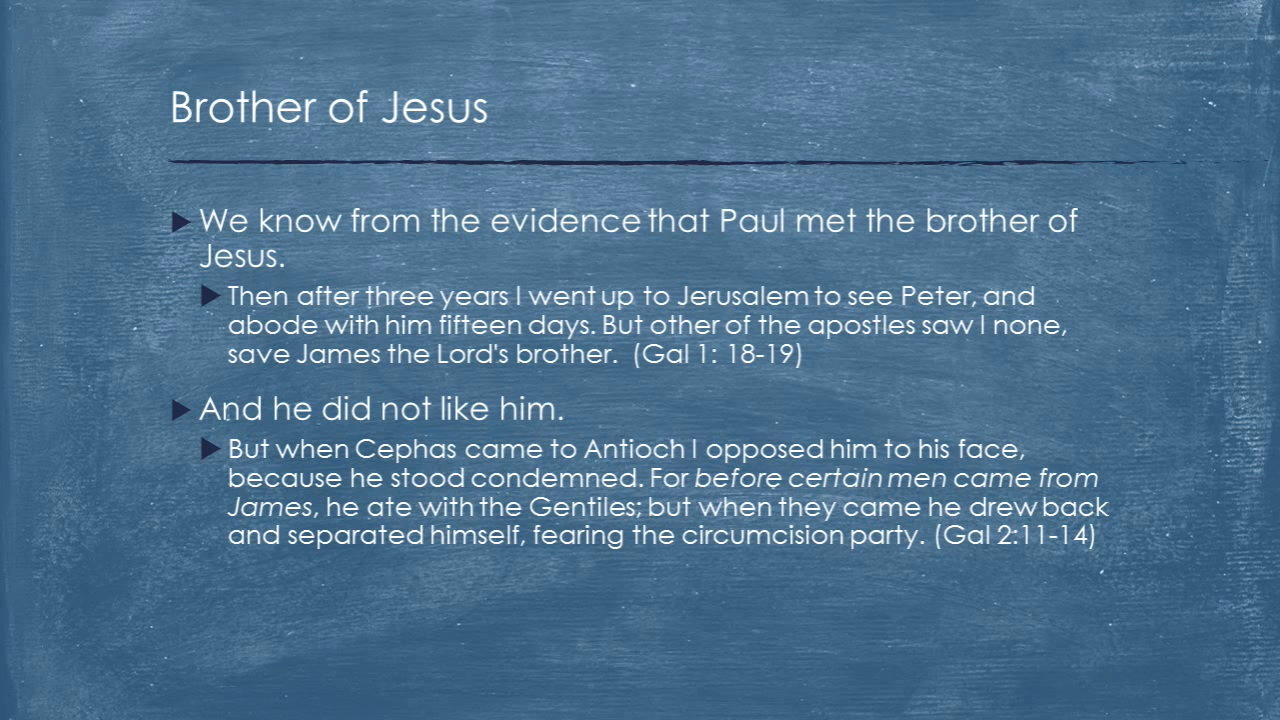 Brother of Jesus
We know from the evidence that Paul met the brother of
Jesus.
Then after three years I went up to Jerusalem to see Peter, and
abode with him fifteen days. But other of the apostles saw I none,
save James the Lord's brother. (Gal 1: 18-19)
And he did not like him.
But when Cephas came to Antioch I opposed him to his face,
because he stood condemned. For before certain men came from
James, he ate with the Gentiles; but when they came he drew back
and separated himself, fearing the circumcision party. (Gal 2:11-14)